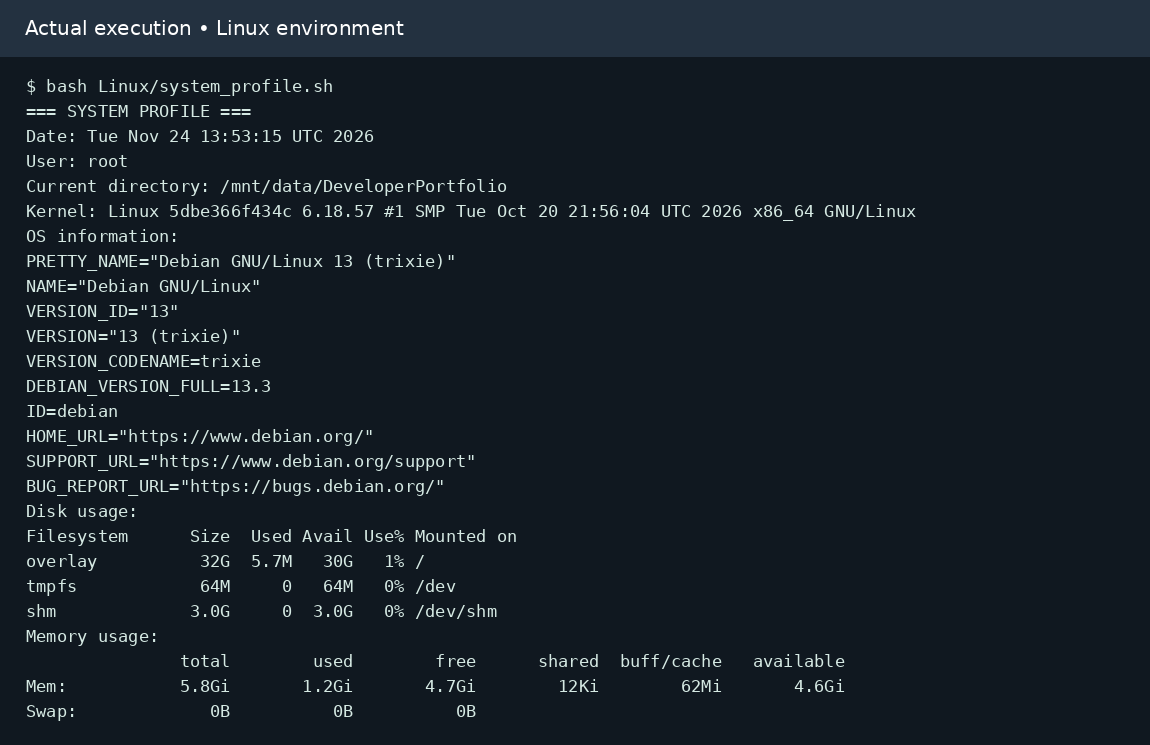 Actual execution • Linux environment
$ bash Linux/system_profile.sh
=== SYSTEM PROFILE ===
Date: Tue Nov 24 13:53:15 UTC 2026
User: root
Current directory: /mnt/data/DeveloperPortfolio
Kernel: Linux 5dbe366f434c 6.18.57 #1 SMP Tue Oct 20 21:56:04 UTC 2026 x86_64 GNU/Linux
OS information:
PRETTY_NAME="Debian GNU/Linux 13 (trixie)"
NAME="Debian GNU/Linux"
VERSION_ID="13"
VERSION="13 (trixie)"
VERSION_CODENAME=trixie
DEBIAN_VERSION_FULL=13.3
ID=debian
HOME_URL="https://www.debian.org/"
SUPPORT_URL="https://www.debian.org/support"
BUG_REPORT_URL="https://bugs.debian.org/"
Disk usage:
Filesystem      Size  Used Avail Use% Mounted on
overlay          32G  5.7M   30G   1% /
tmpfs            64M     0   64M   0% /dev
shm             3.0G     0  3.0G   0% /dev/shm
Memory usage:
               total        used        free      shared  buff/cache   available
Mem:           5.8Gi       1.2Gi       4.7Gi        12Ki        62Mi       4.6Gi
Swap:             0B          0B          0B